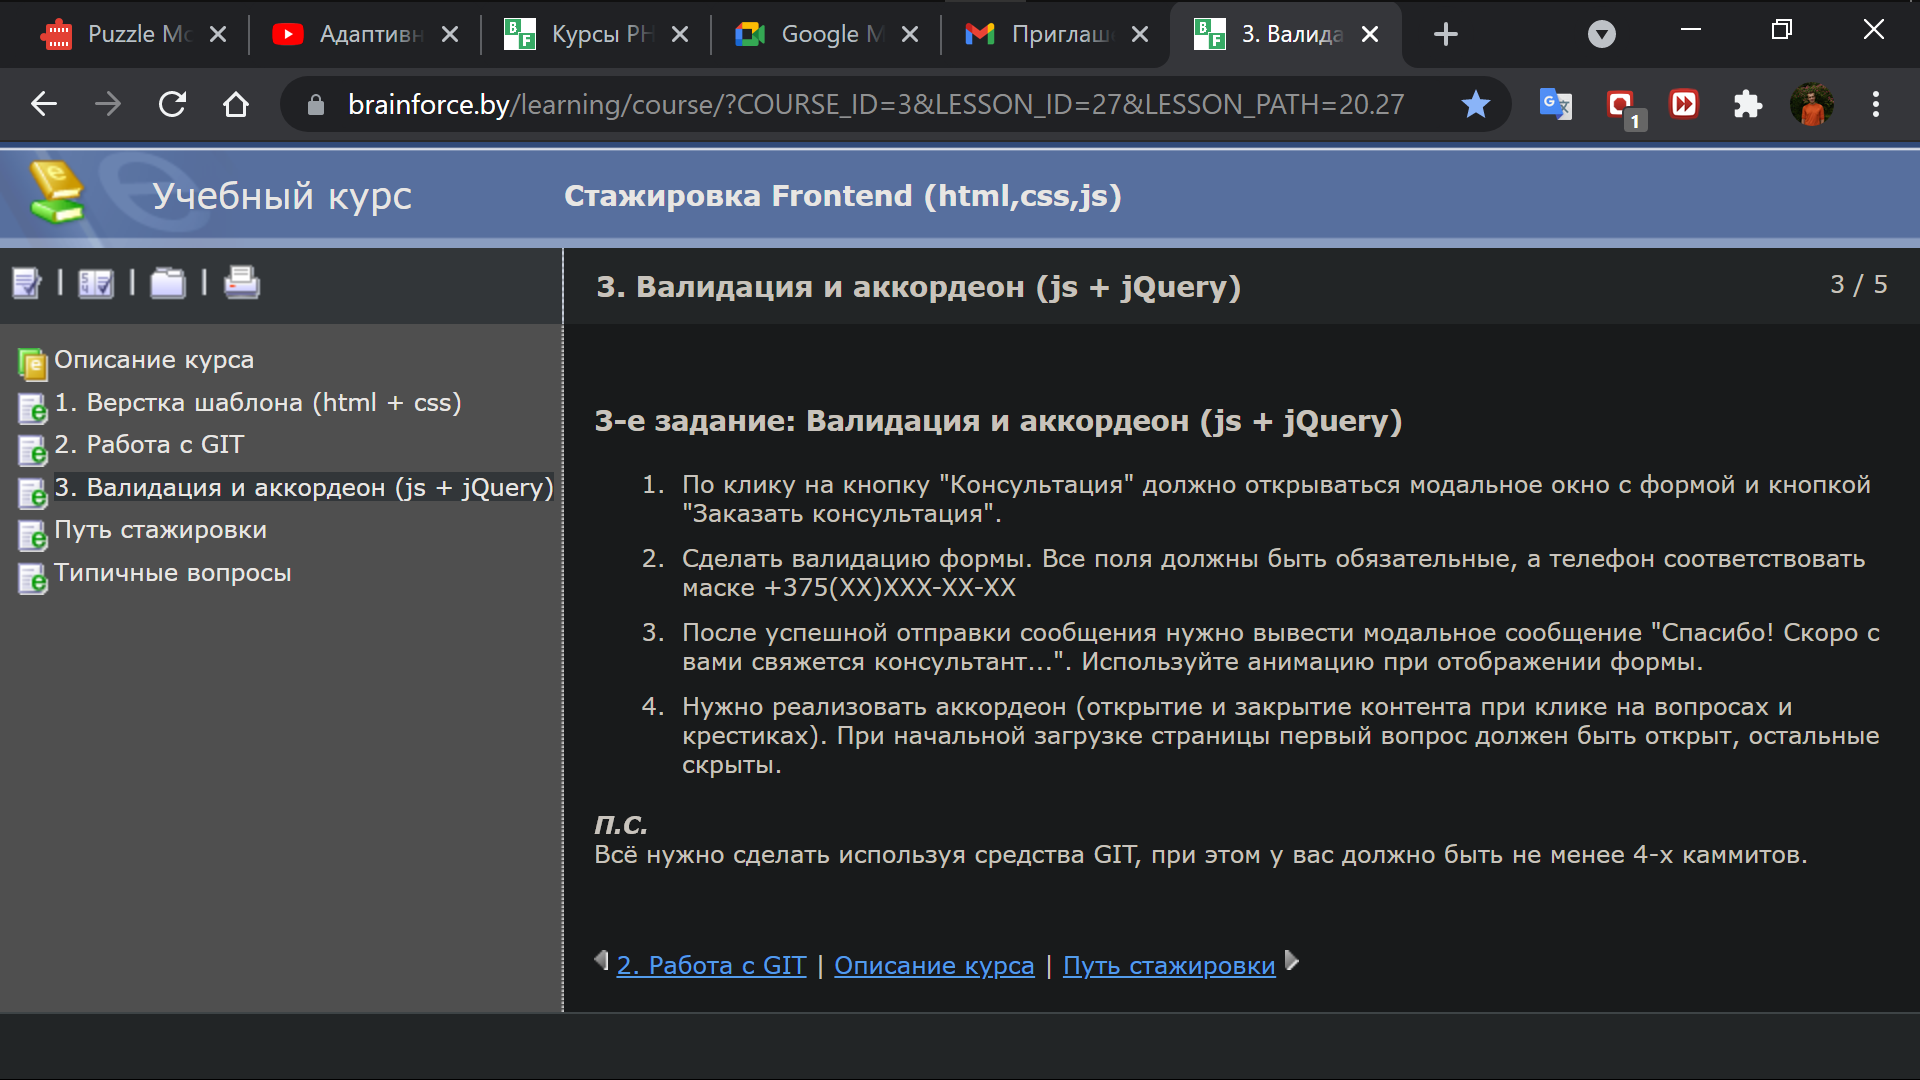 Puzzle Mo
Адаптивн
Курсы PH
Google M
Приглаше
3. Валида
brainforce.by/learning/course/?COURSE_ID=3&LESSON_ID=27&LESSON_PATH=20.27
1
Учебный курс
Стажировка Frontend (html,css,js)
3. Валидация и аккордеон (js + jQuery)
3 / 5
Описание курса
1. Верстка шаблона (html + css)
2. Работа с GIT
3. Валидация и аккордеон (js + jQuery)
Путь стажировки
Типичные вопросы
3-е задание: Валидация и аккордеон (js + jQuery)
1. По клику на кнопку "Консультация" должно открываться модальное окно с формой и кнопкой
"Заказать консультация".
2. Сделать валидацию формы. Все поля должны быть обязательные, а телефон соответствовать
маске +375(XX)XXX-XX-XX
3. После успешной отправки сообщения нужно вывести модальное сообщение "Спасибо! Скоро с
вами свяжется консультант...". Используйте анимацию при отображении формы.
4. Нужно реализовать аккордеон (открытие и закрытие контента при клике на вопросах и
крестиках). При начальной загрузке страницы первый вопрос должен быть открыт, остальные
скрыты.
П.С.
Всё нужно сделать используя средства GIT, при этом у вас должно быть не менее 4-х каммитов.
2. Работа с GIT | Описание курса | Путь стажировки